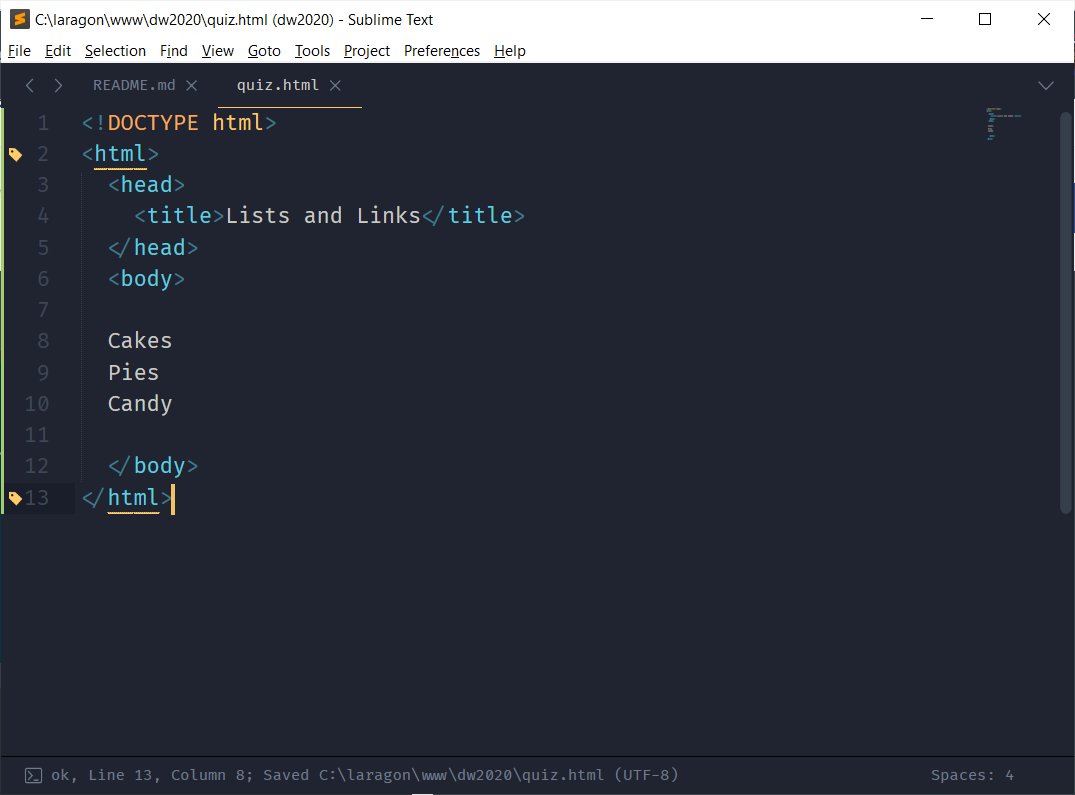 C:\laragon\www\dw2020\quiz.html (dw2020) - Sublime Text
File Edit Selection Find View Goto Tools Project Preferences Help
README.md quiz.html
1 <!DOCTYPE html>
2 <html>
3   <head>
4     <title>Lists and Links</title>
5   </head>
6   <body>
7
8   Cakes
9   Pies
10   Candy
11
12   </body>
13 </html>
ok, Line 13, Column 8; Saved C:\laragon\www\dw2020\quiz.html (UTF-8) Spaces: 4